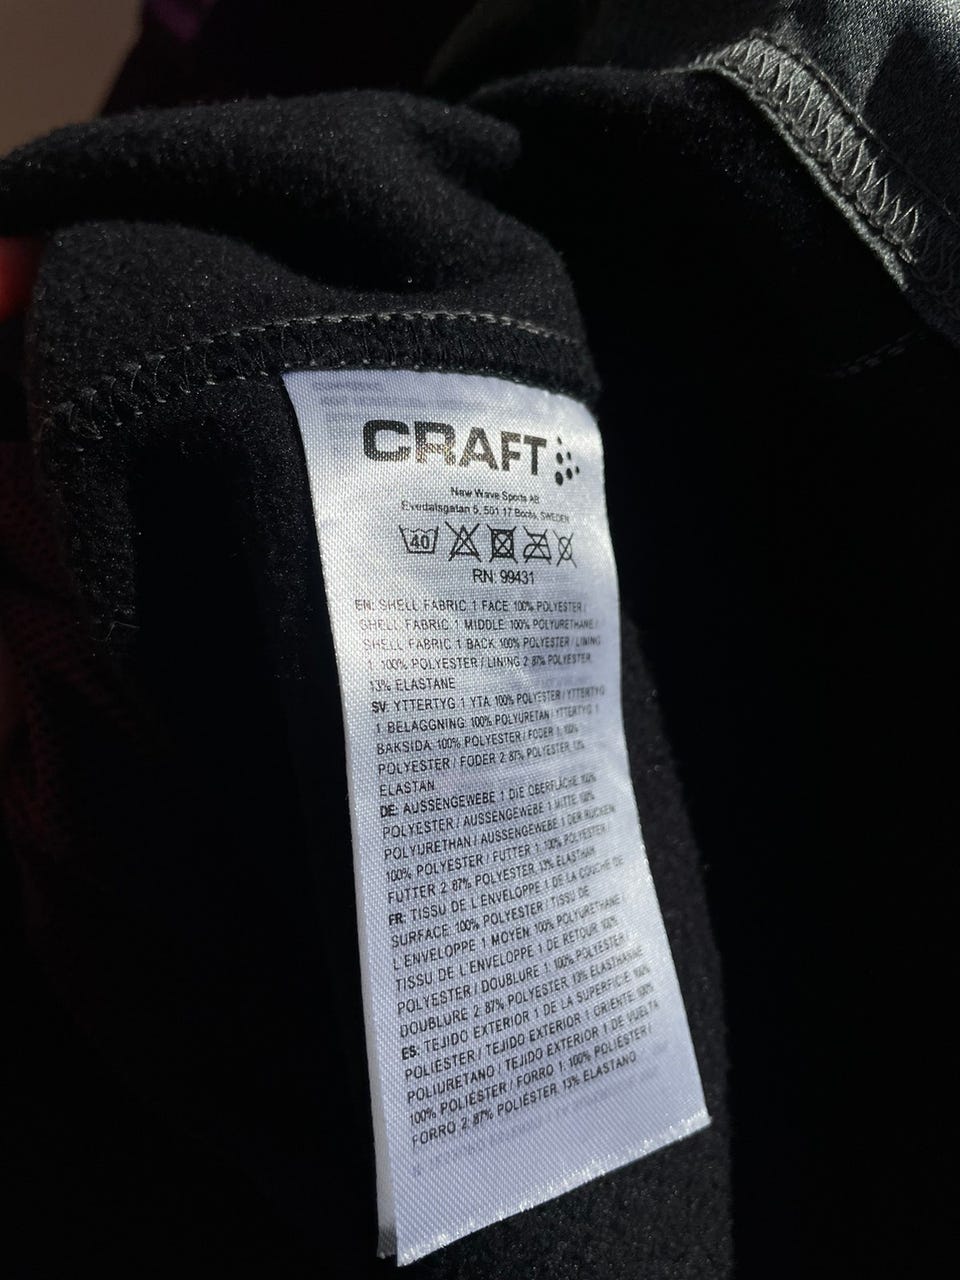 CRAFT
New Wave Sports AB
Evedalsgatan 5, 501 17 Borås, SWEDEN
40
RN: 99431
EN: SHELL FABRIC 1 FACE 100% POLYESTER /
SHELL FABRIC 1 MIDDLE 100% POLYURETHANE /
SHELL FABRIC 1 BACK 100% POLYESTER / LINING
1: 100% POLYESTER / LINING 2: 87% POLYESTER,
13% ELASTANE
SV: YTTERTYG 1 YTA 100% POLYESTER / YTTERTYG
1 BELAGGNING: 100% POLYURETAN / YTTERTYG 1
BAKSIDA: 100% POLYESTER / FODER 1: 100%
POLYESTER / FODER 2: 87% POLYESTER, 13%
ELASTAN
DE: AUSSENGEWEBE 1 DIE OBERFLÄCHE: 100%
POLYESTER / AUSSENGEWEBE 1 MITTE: 100%
POLYURETHAN / AUSSENGEWEBE 1 DER RÜCKEN:
100% POLYESTER / FUTTER 1: 100% POLYESTER /
FUTTER 2: 87% POLYESTER, 13% ELASTHAN
FR: TISSU DE L'ENVELOPPE 1 DE LA COUCHE DE
SURFACE: 100% POLYESTER / TISSU DE
L'ENVELOPPE 1 MOYEN: 100% POLYURETHANE /
TISSU DE L'ENVELOPPE 1 DE RETOUR: 100%
POLYESTER / DOUBLURE 1: 100% POLYESTER /
DOUBLURE 2: 87% POLYESTER, 13% ELASTHANNE
ES: TEJIDO EXTERIOR 1 DE LA SUPERFICIE: 100%
POLIÉSTER / TEJIDO EXTERIOR 1 ORIENTE: 100%
POLIURETANO / TEJIDO EXTERIOR 1 DE VUELTA:
100% POLIÉSTER / FORRO 1: 100% POLIÉSTER /
FORRO 2: 87% POLIÉSTER, 13% ELASTANO